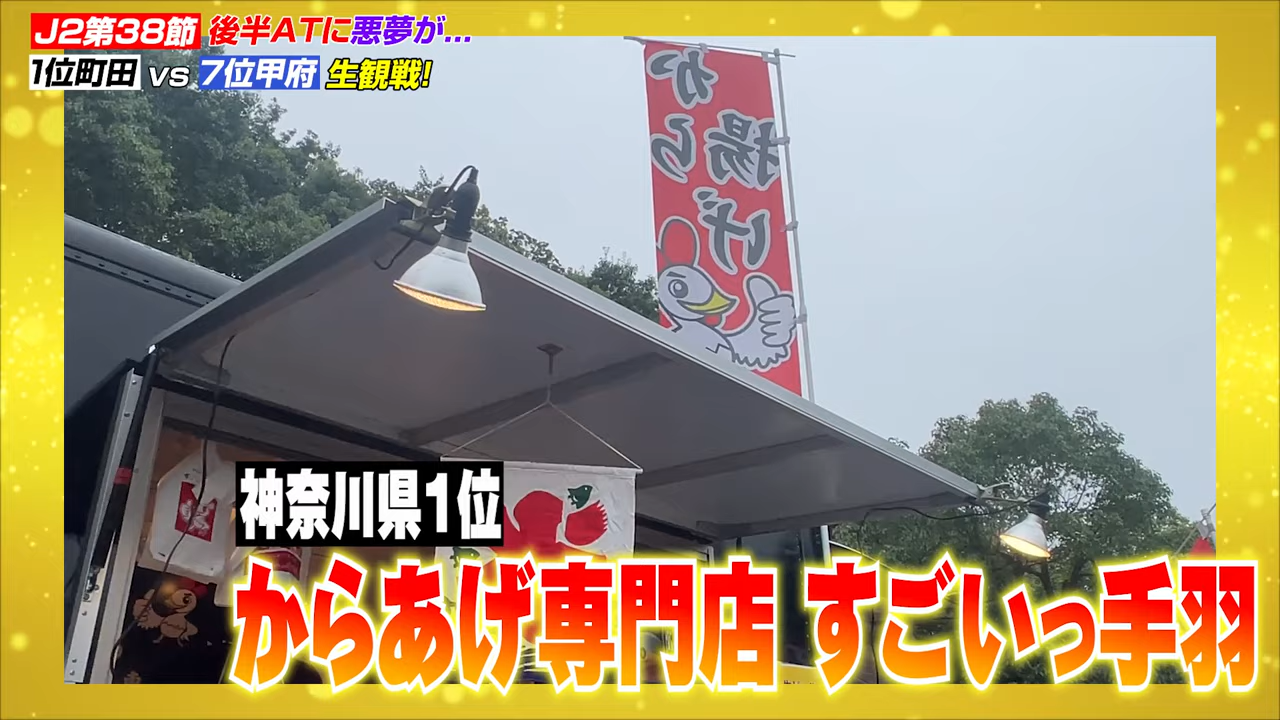 J2第38節 後半ATに悪夢が...
1位町田 vs 7位甲府 生観戦!
から
揚げ
神奈川県1位
からあげ専門店 すごいっ手羽